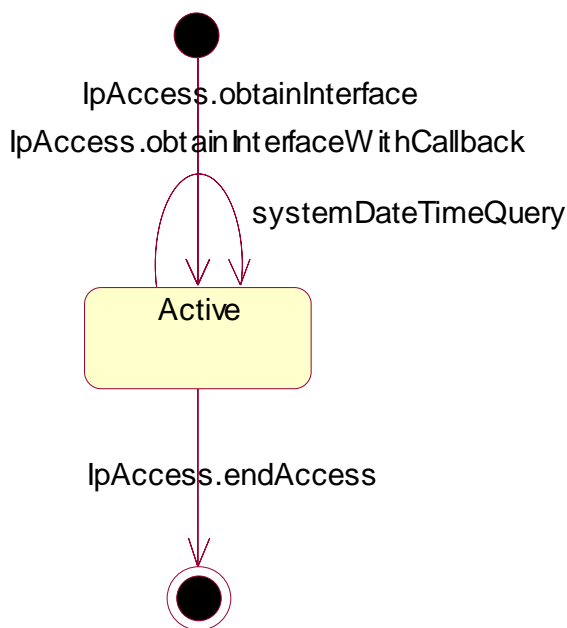 IpAccess.obtainInterface
IpAccess.obtainInterfaceWithCallback
systemDateTimeQuery
Active
IpAccess.endAccess